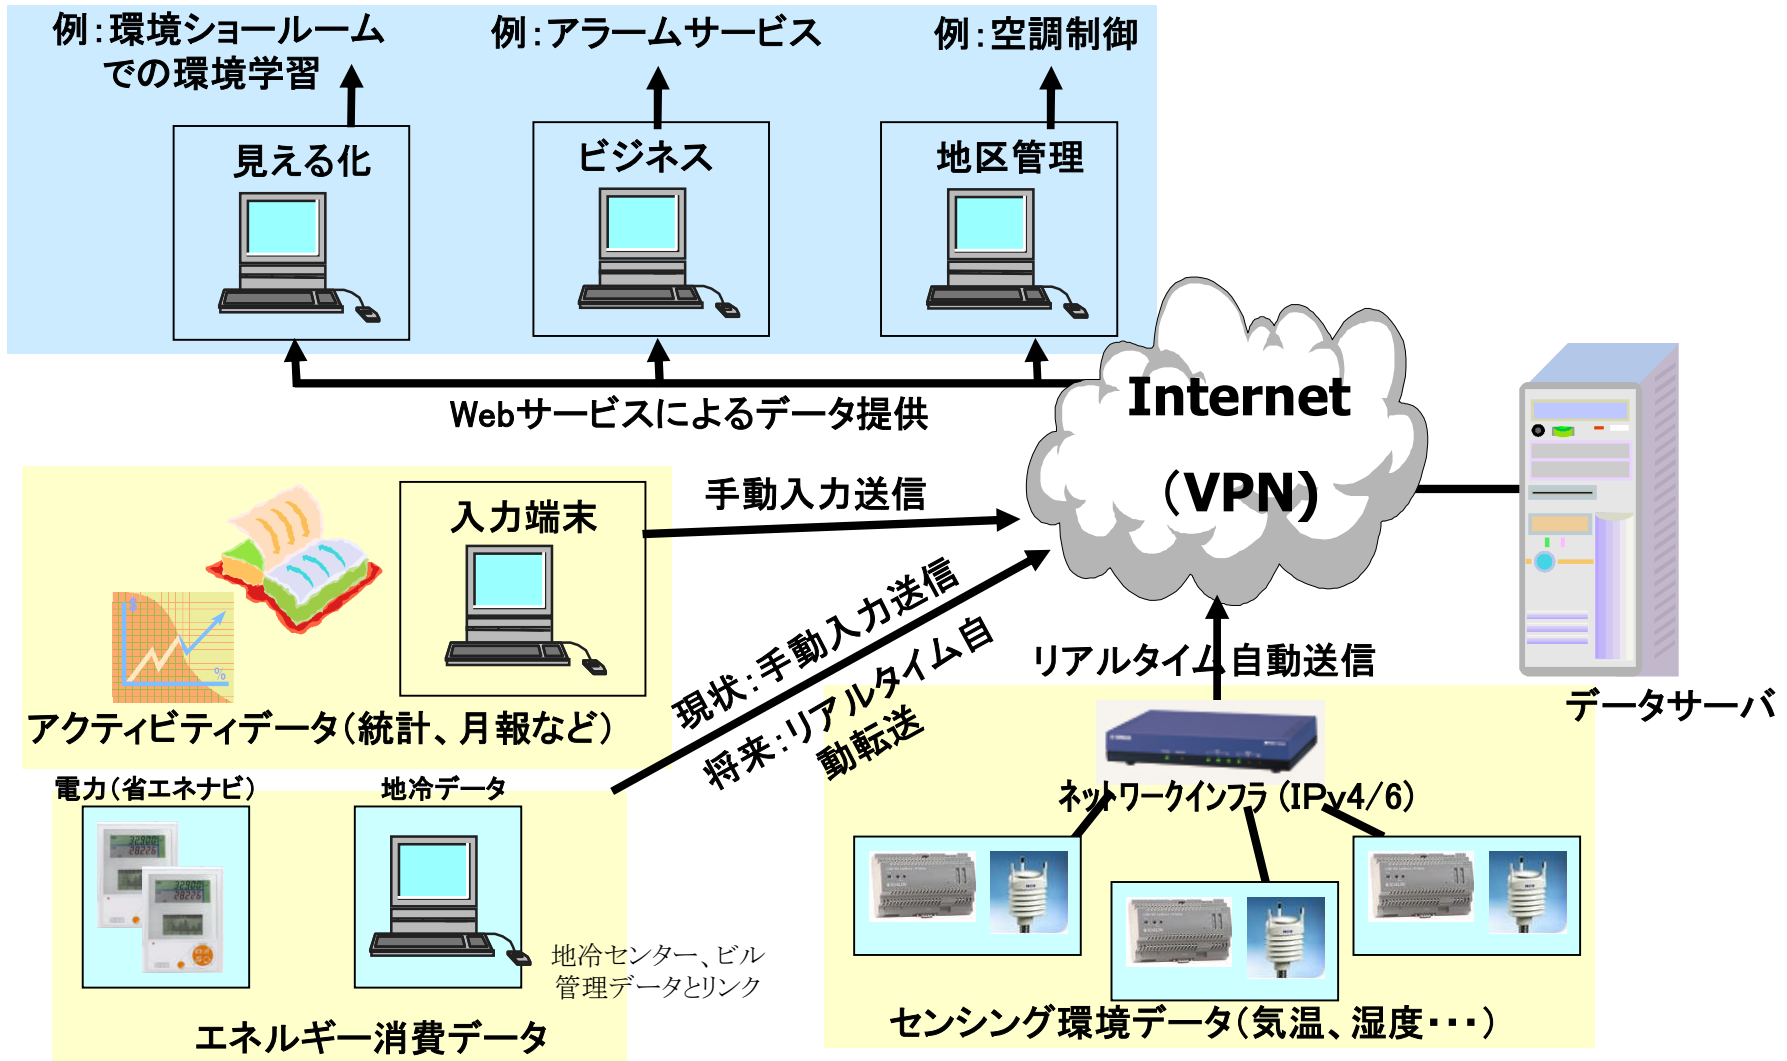 例：環境ショールーム
での環境学習
例：アラームサービス
例：空調制御
見える化
ビジネス
地区管理
Internet
（VPN)
Webサービスによるデータ提供
手動入力送信
入力端末
現状：手動入力送信
将来：リアルタイム自
動転送
リアルタイム自動送信
データサーバ
アクティビティデータ（統計、月報など）
%
電力（省エネナビ）
地冷データ
ネットワークインフラ（IPv4/6）
地冷センター、ビル
管理データとリンク
エネルギー消費データ
センシング環境データ（気温、湿度・・・）